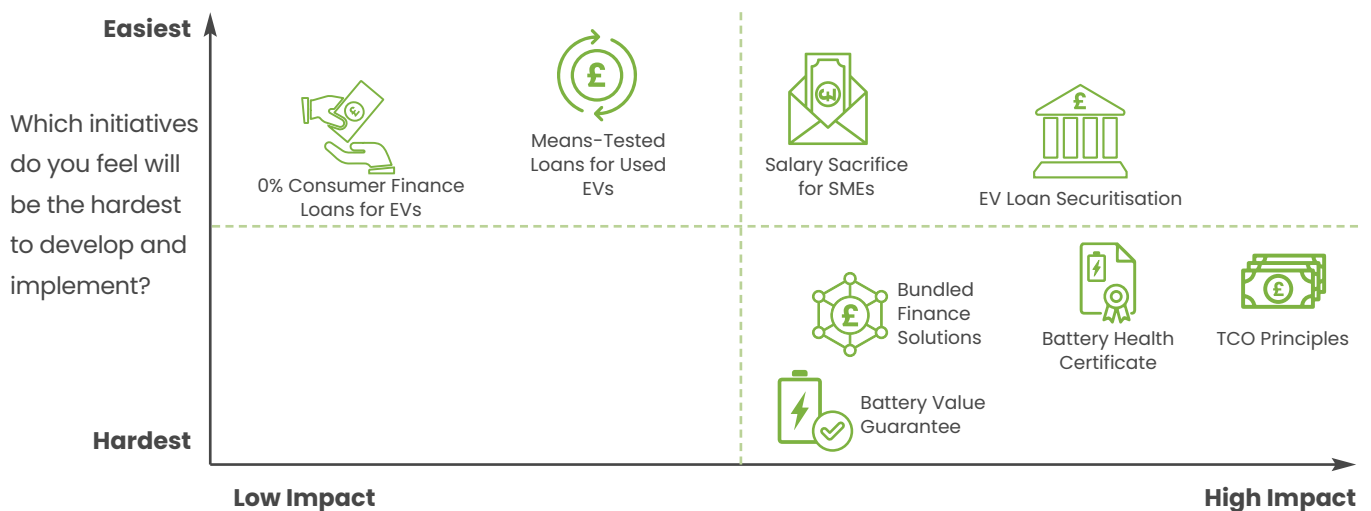 Easiest
Which initiatives
do you feel will
be the hardest
to develop and
implement?
Hardest
£
0% Consumer Finance
Loans for EVs
£
Means-Tested
Loans for Used
EVs
£
Salary Sacrifice
for SMEs
£
EV Loan Securitisation
£
Bundled
Finance
Solutions
Battery Health
Certificate
£
TCO Principles
Battery Value
Guarantee
Low Impact
High Impact